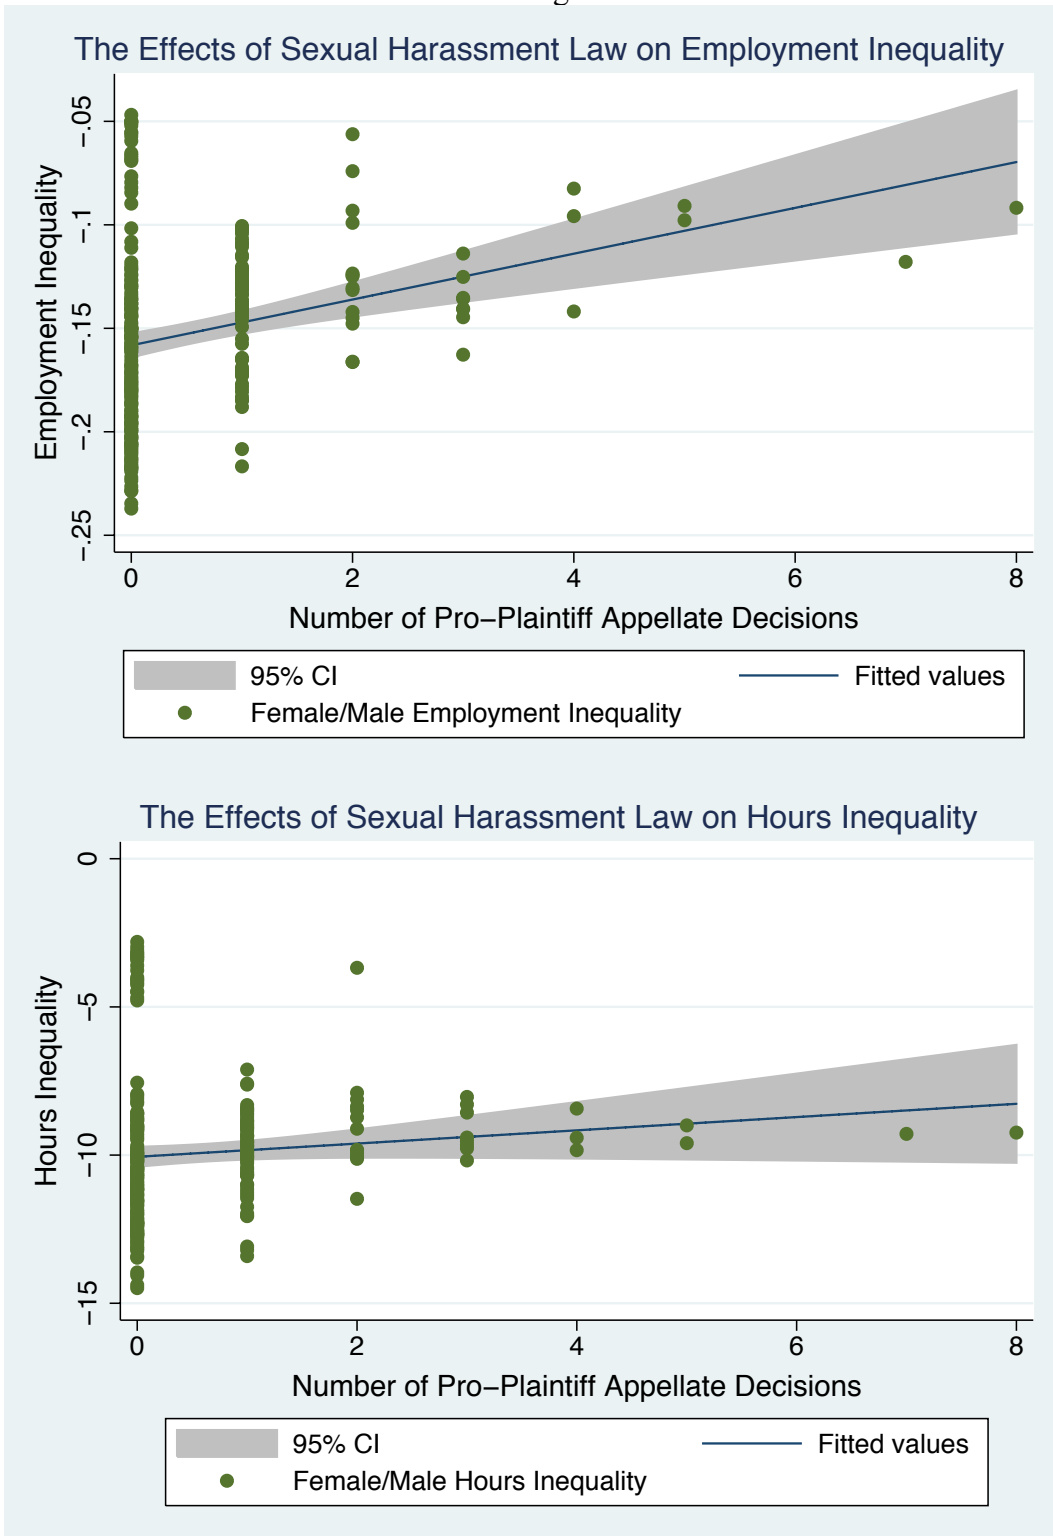 The Effects of Sexual Harassment Law on Employment Inequality
Employment Inequality
−.05
−.1
−.15
−.2
−.25
0 2 4 6 8
Number of Pro−Plaintiff Appellate Decisions
95% CI Fitted values
Female/Male Employment Inequality
The Effects of Sexual Harassment Law on Hours Inequality
Hours Inequality
0
−5
−10
−15
0 2 4 6 8
Number of Pro−Plaintiff Appellate Decisions
95% CI Fitted values
Female/Male Hours Inequality